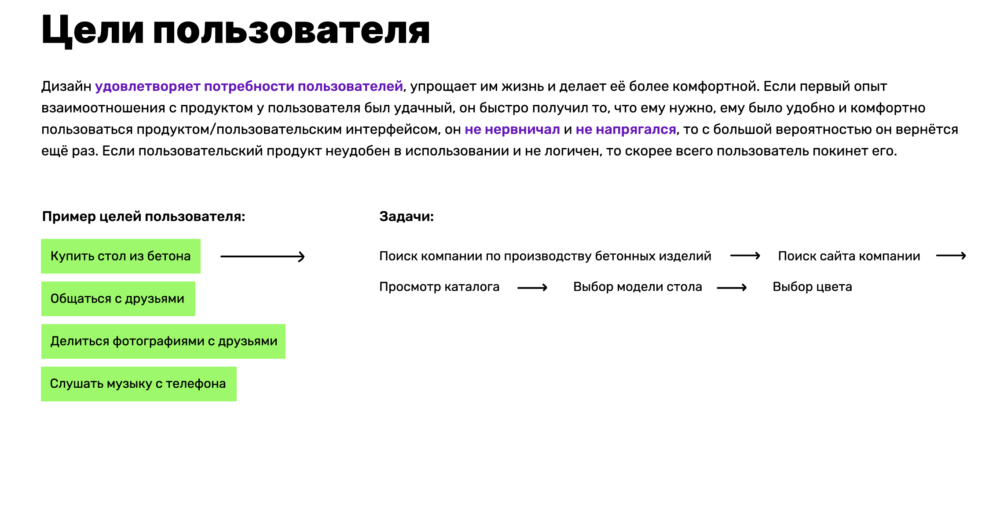 Цели пользователя
Дизайн удовлетворяет потребности пользователей, упрощает им жизнь и делает её более комфортной. Если первый опыт
взаимоотношения с продуктом у пользователя был удачный, он быстро получил то, что ему нужно, ему было удобно и комфортно
пользоваться продуктом/пользовательским интерфейсом, он не нервничал и не напрягался, то с большой вероятностью он вернётся
ещё раз. Если пользовательский продукт неудобен в использовании и не логичен, то скорее всего пользователь покинет его.
Пример целей пользователя:
Купить стол из бетона
Общаться с друзьями
Делиться фотографиями с друзьями
Слушать музыку с телефона
Задачи:
Поиск компании по производству бетонных изделий → Поиск сайта компании →
Просмотр каталога → Выбор модели стола → Выбор цвета